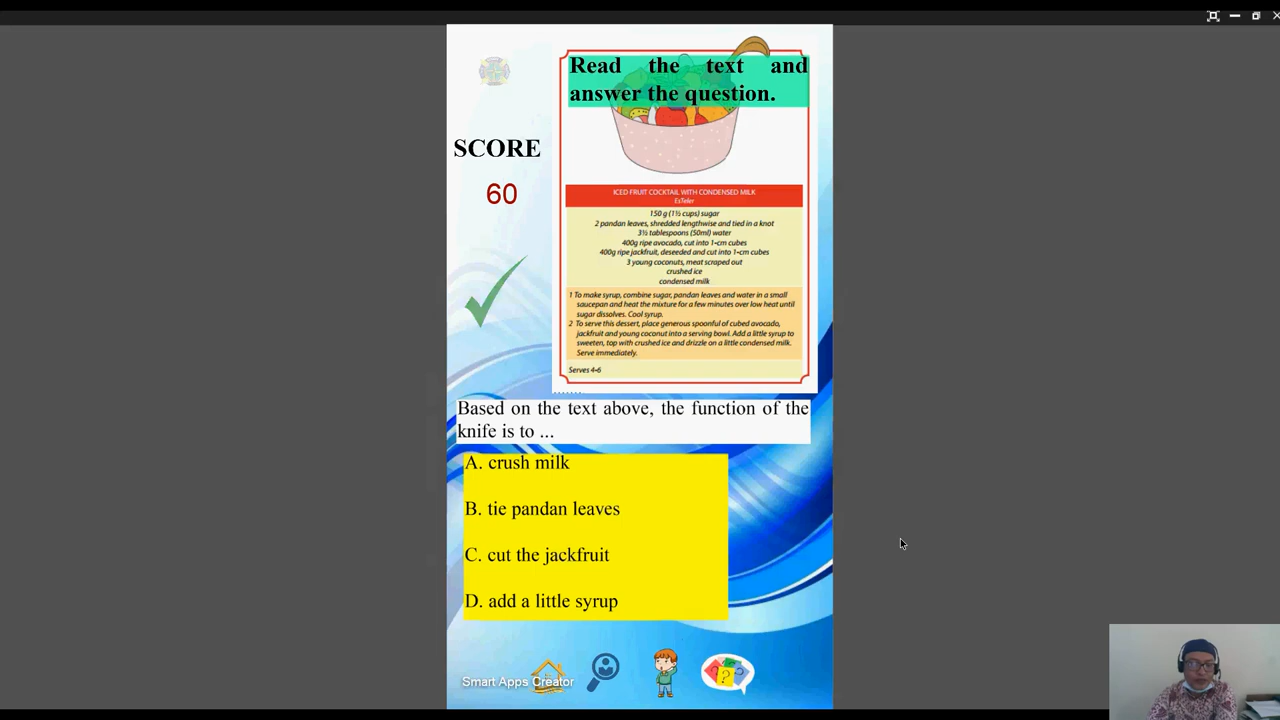 Read the text and
answer the question.
SCORE
60
ICED FRUIT COCKTAIL WITH CONDENSED MILK
EsTeler
150 g (1½ cups) sugar
2 pandan leaves, shredded lengthwise and tied in a knot
3½ tablespoons (50ml) water
400g ripe avocado, cut into 1-cm cubes
400g ripe jackfruit, deseeded and cut into 1-cm cubes
3 young coconuts, meat scraped out
crushed ice
condensed milk
1 To make syrup, combine sugar, pandan leaves and water in a small
saucepan and heat the mixture for a few minutes over low heat until
sugar dissolves. Cool syrup.
2 To serve this dessert, place generous spoonful of cubed avocado,
jackfruit and young coconut into a serving bowl. Add a little syrup to
sweeten, top with crushed ice and drizzle on a little condensed milk.
Serve immediately.
Serves 4-6
Based on the text above, the function of the
knife is to ...
A. crush milk
B. tie pandan leaves
C. cut the jackfruit
D. add a little syrup
Smart Apps Creator